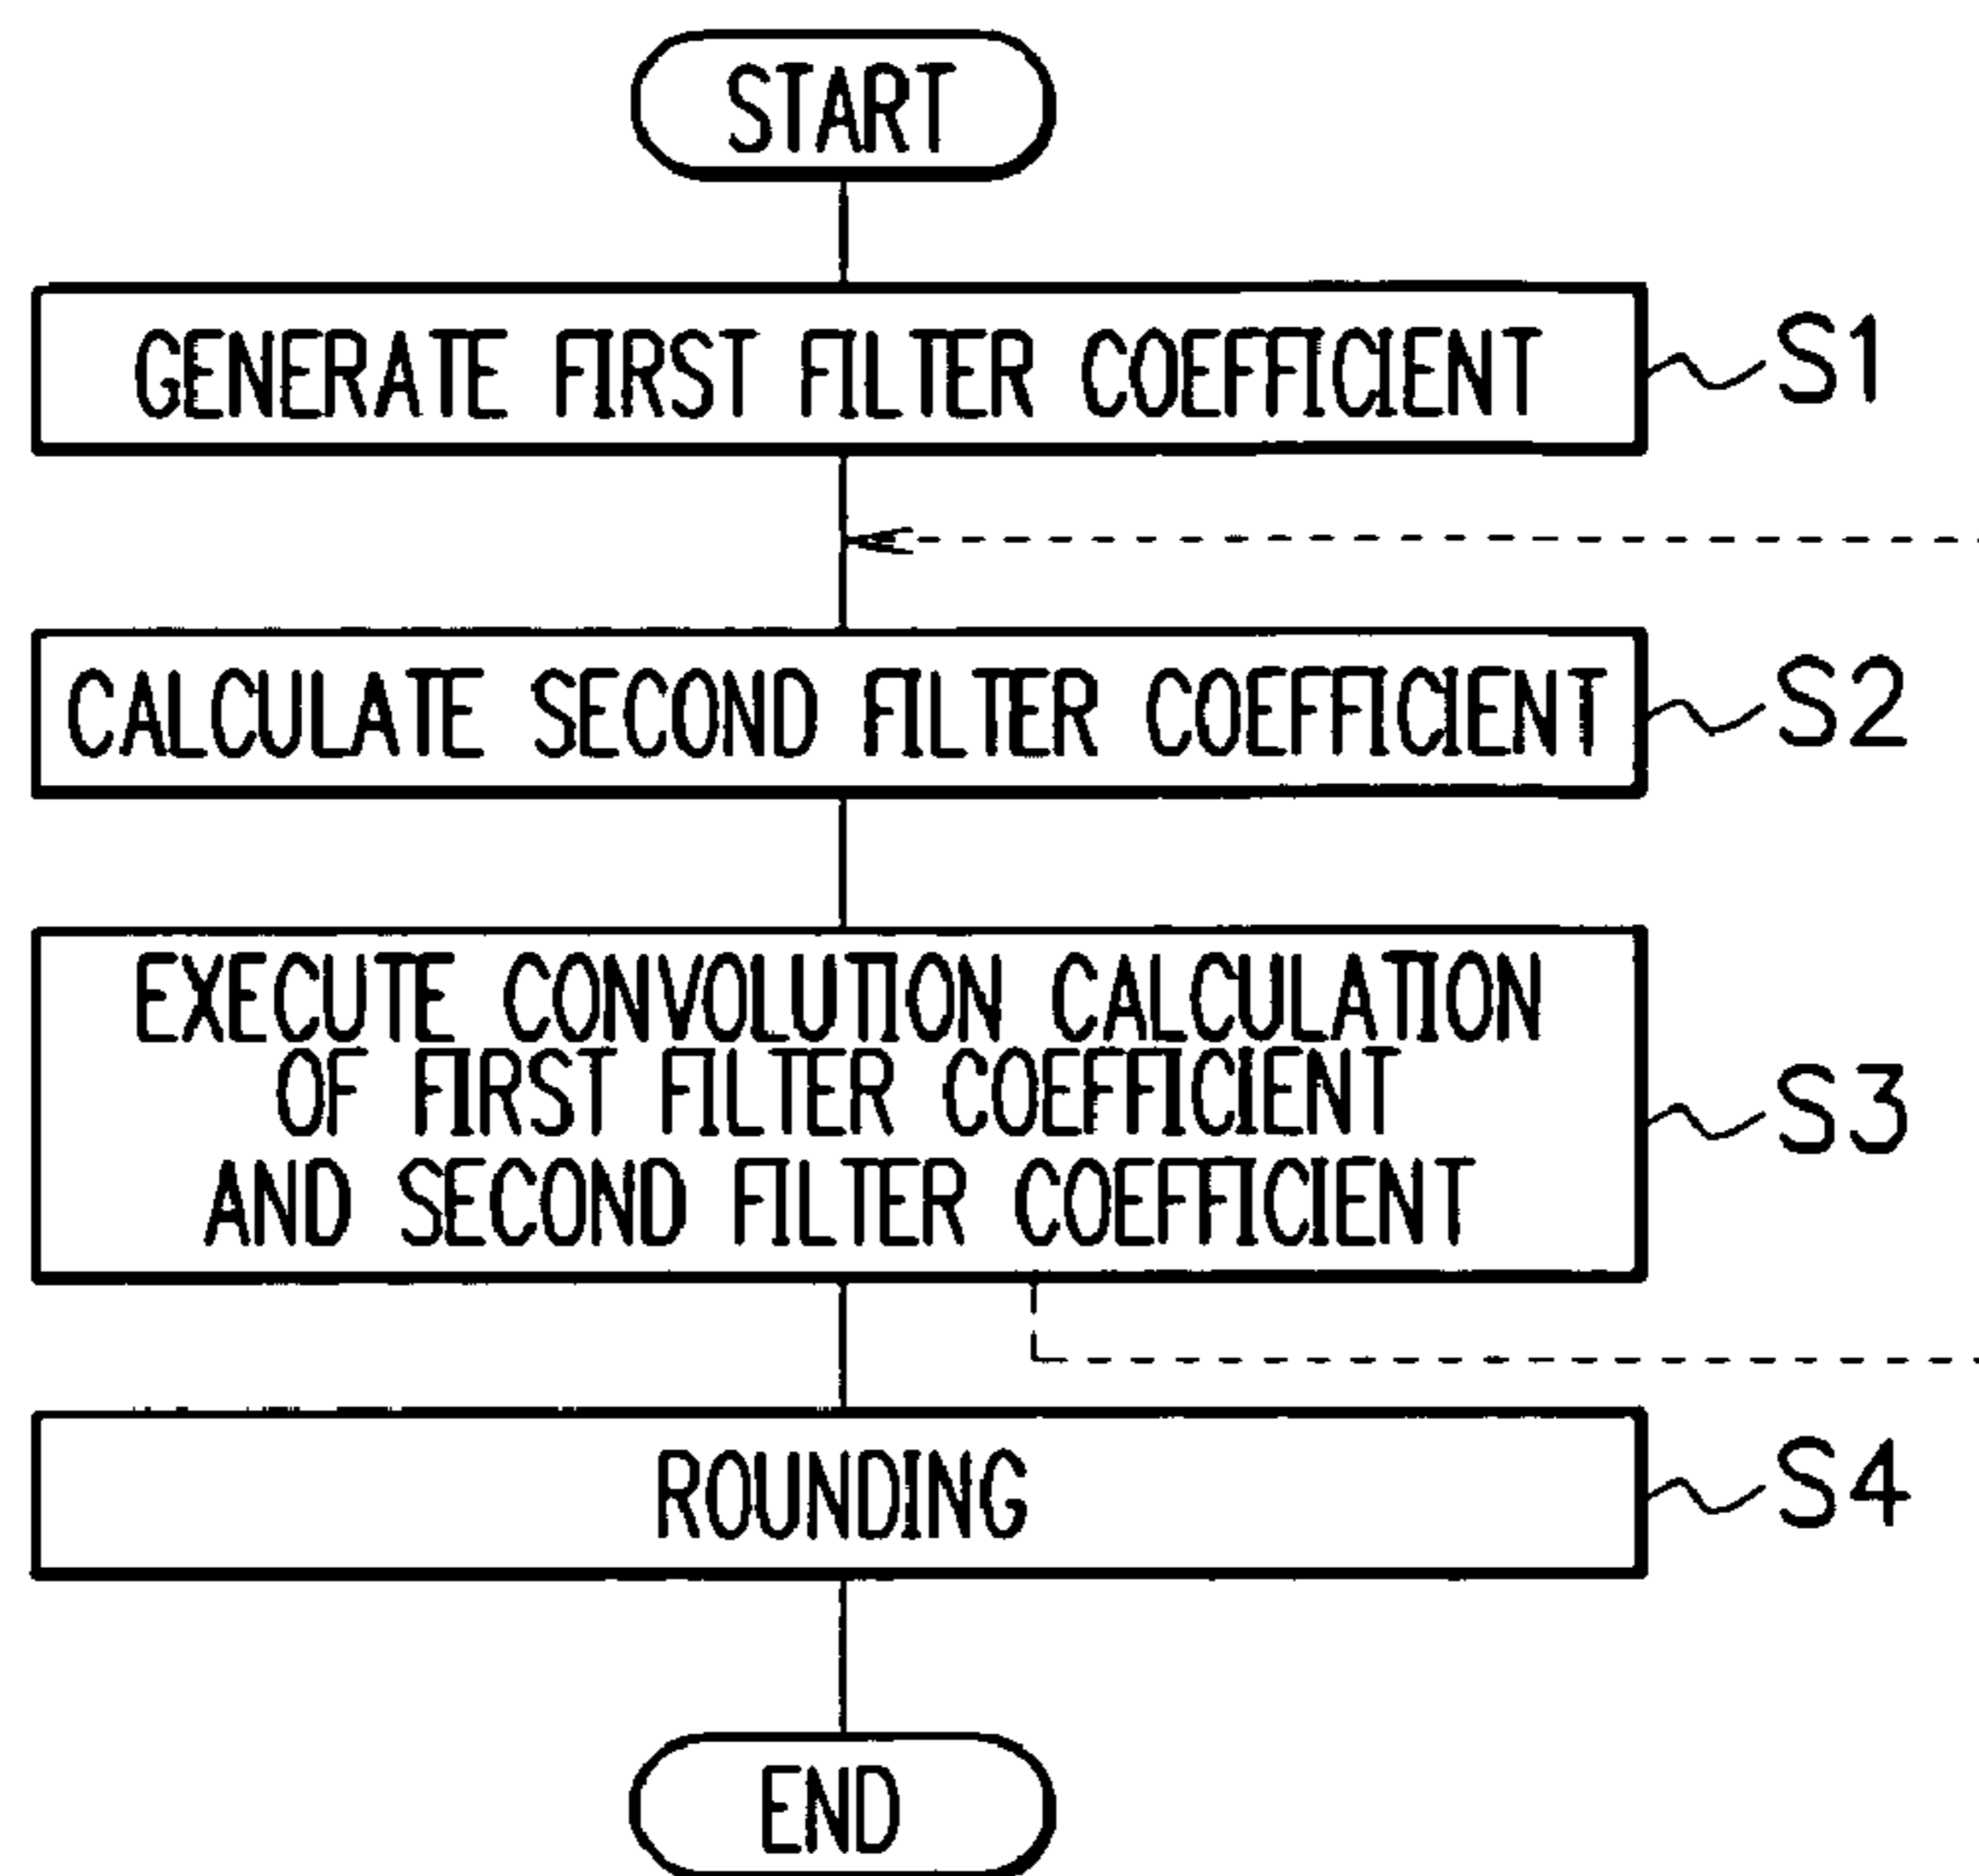 START
GENERATE FIRST FILTER COEFFICIENT
S1
CALCULATE SECOND FILTER COEFFICIENT
S2
EXECUTE CONVOLUTION CALCULATION
OF FIRST FILTER COEFFICIENT
AND SECOND FILTER COEFFICIENT
S3
ROUNDING
S4
END